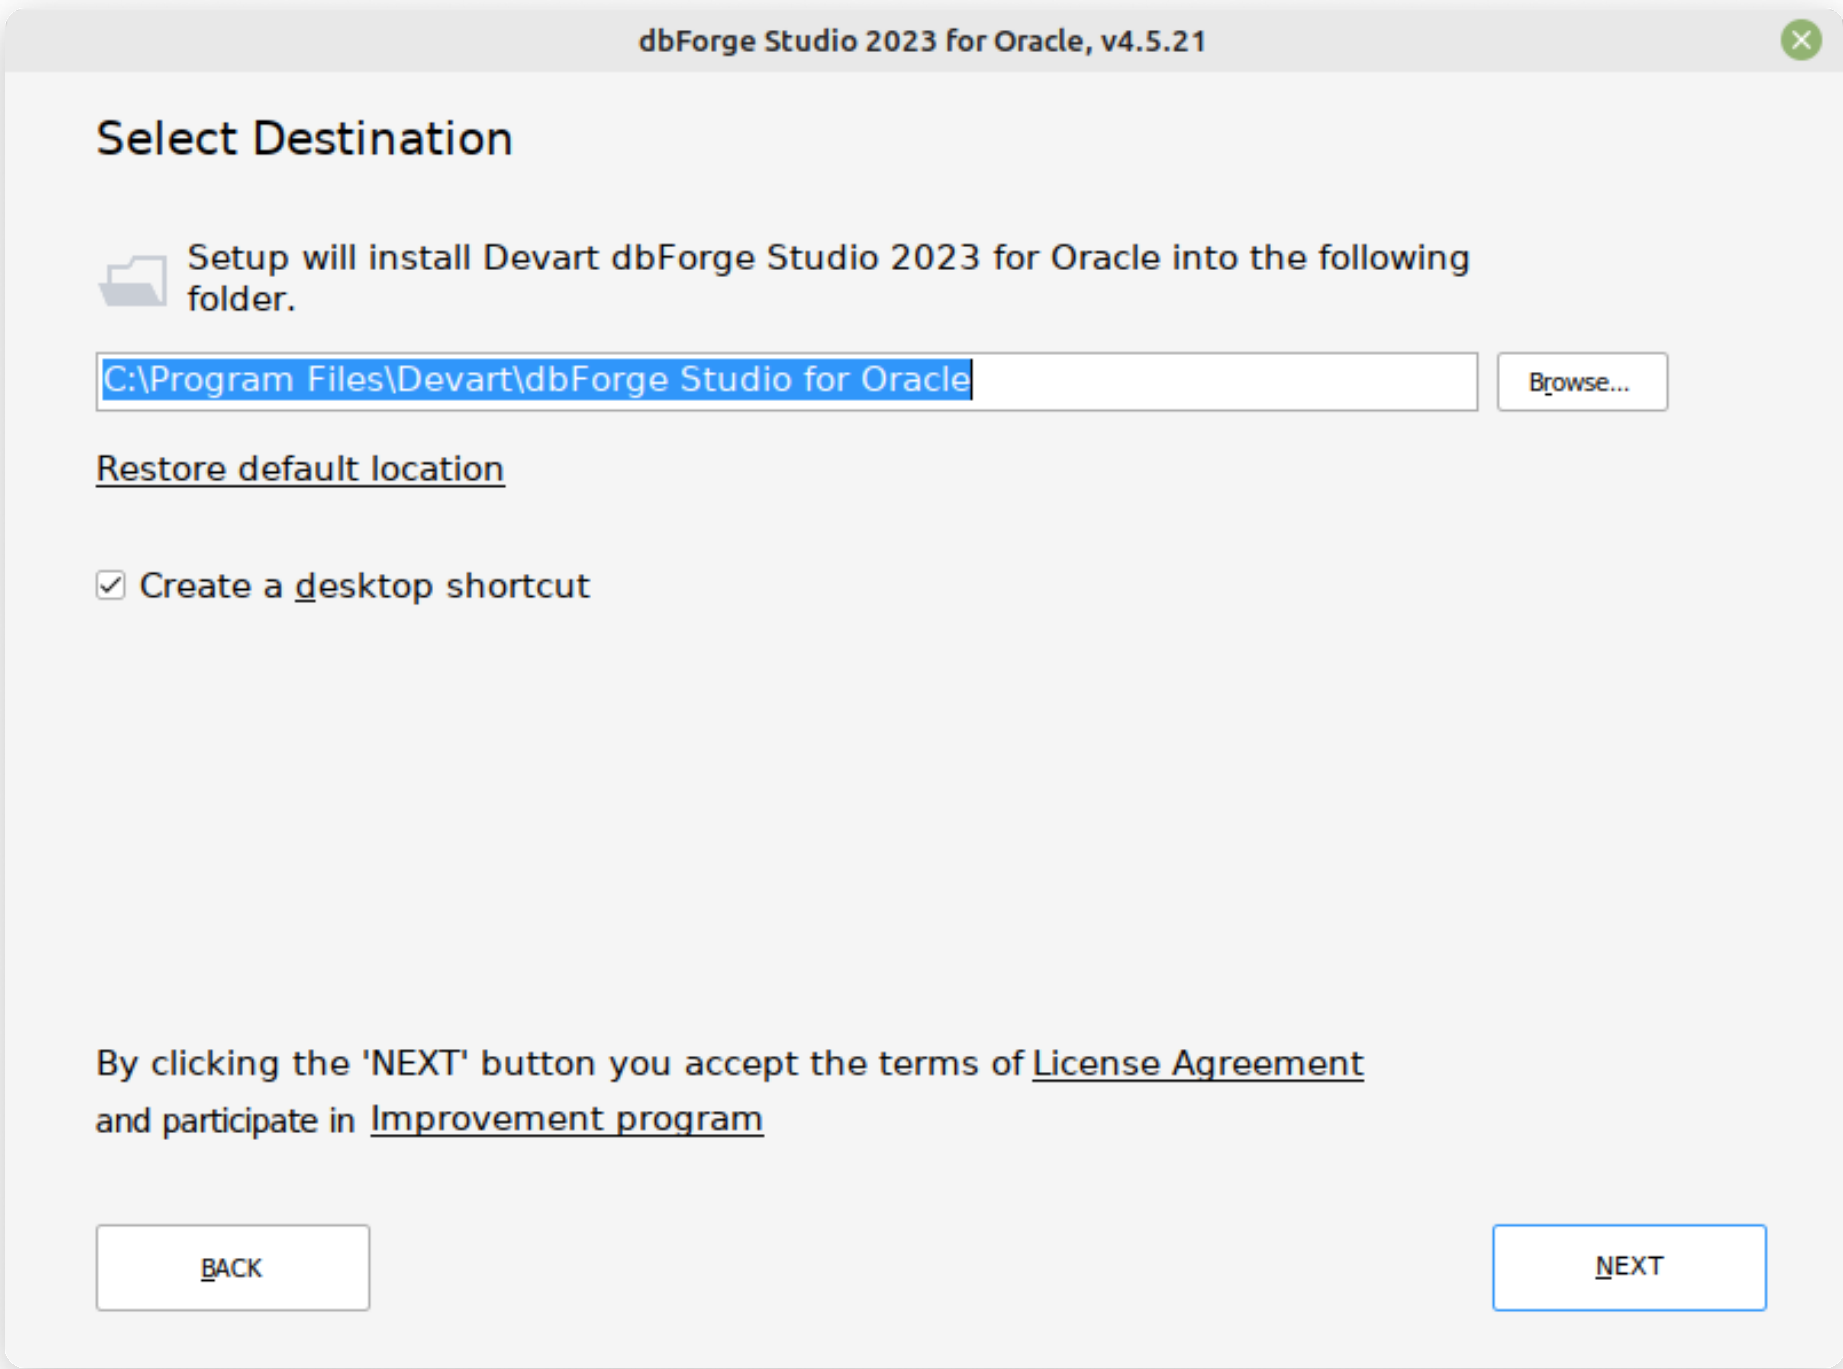 dbForge Studio 2023 for Oracle, v4.5.21
Select Destination
Setup will install Devart dbForge Studio 2023 for Oracle into the following
folder.
C:\Program Files\Devart\dbForge Studio for Oracle
Browse...
Restore default location
Create a desktop shortcut
By clicking the 'NEXT' button you accept the terms of License Agreement
and participate in Improvement program
BACK
NEXT